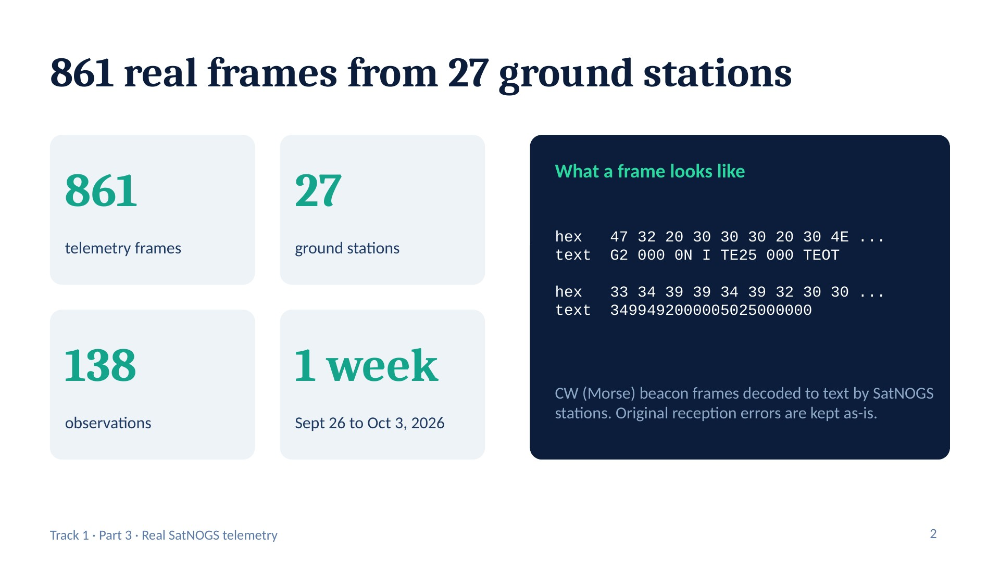 861 real frames from 27 ground stations
861
telemetry frames
27
ground stations
138
observations
1 week
Sept 26 to Oct 3, 2026
What a frame looks like
hex 47 32 20 30 30 30 20 30 4E ...
text G2 000 0N I TE25 000 TEOT
hex 33 34 39 39 34 39 32 30 30 ...
text 3499492000005025000000
CW (Morse) beacon frames decoded to text by SatNOGS
stations. Original reception errors are kept as-is.
Track 1 · Part 3 · Real SatNOGS telemetry
2